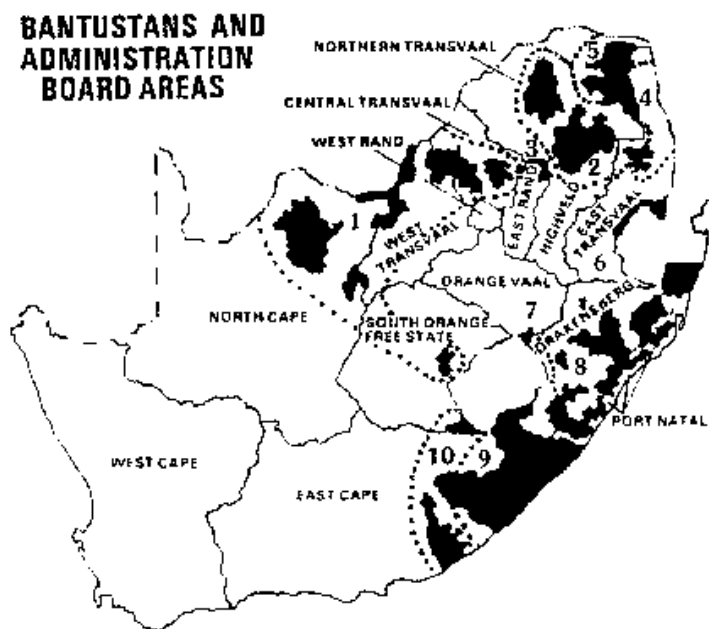 BANTUSTANS AND
ADMINISTRATION
BOARD AREAS
NORTHERN TRANSVAAL
CENTRAL TRANSVAAL
WEST RAND
5
4
3
2
1
EAST RAND
HIGHVELD
EAST
TRANSVAAL
WEST
TRANSVAAL
6
ORANGE VAAL
7
DRAKENSBERG
NORTH CAPE
SOUTH ORANGE
FREE STATE
8
PORT NATAL
10
9
WEST CAPE
EAST CAPE